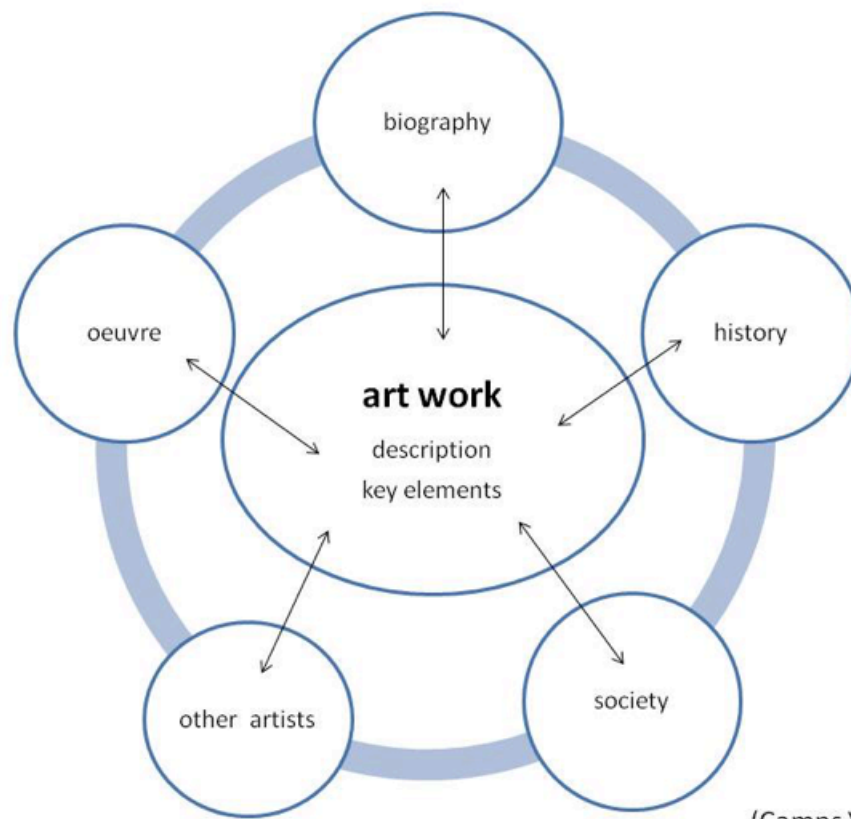 biography
oeuvre
history
art work
description
key elements
other artists
society